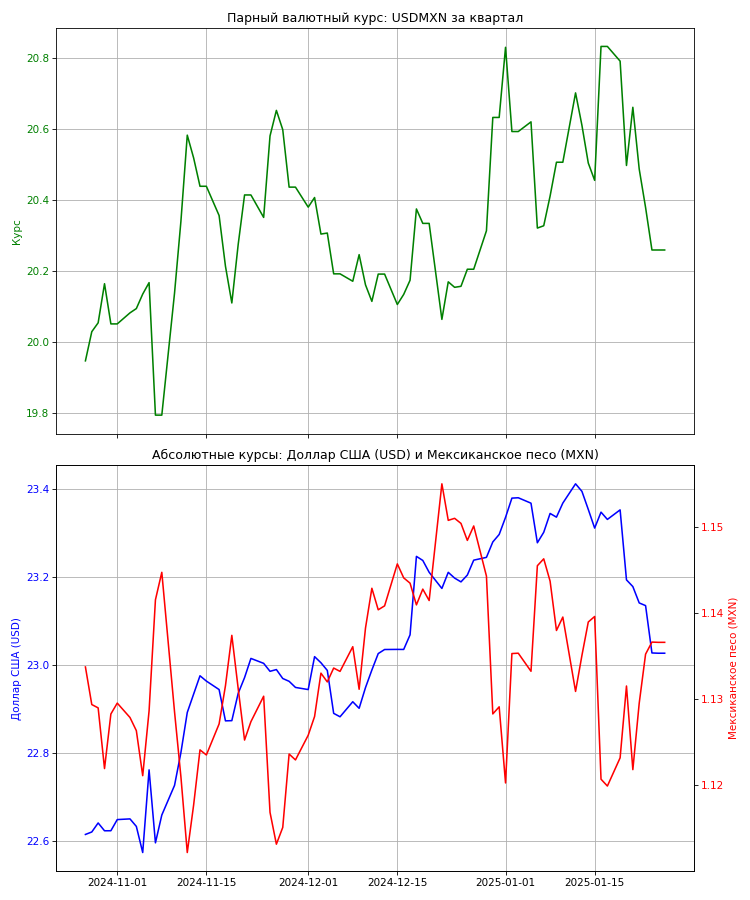 Парный валютный курс: USDMXN за квартал
20.8
20.6
20.4
20.2
20.0
19.8
Курс
Абсолютные курсы: Доллар США (USD) и Мексиканское песо (MXN)
23.4
23.2
23.0
22.8
22.6
Доллар США (USD)
1.15
1.14
1.13
1.12
Мексиканское песо (MXN)
2024-11-01 2024-11-15 2024-12-01 2024-12-15 2025-01-01 2025-01-15